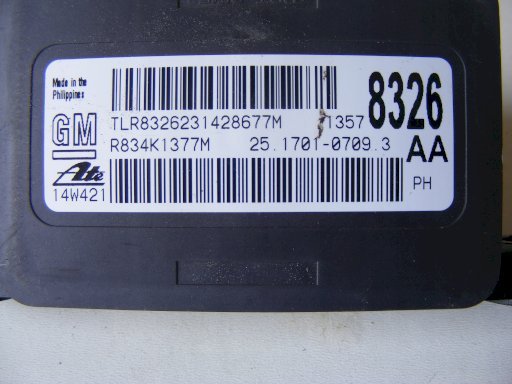 Made in the
Philippines
8326
TLR8326231428677M 1357
GM
R834K1377M 25.1701-0709.3 AA
Ate
14W421 PH